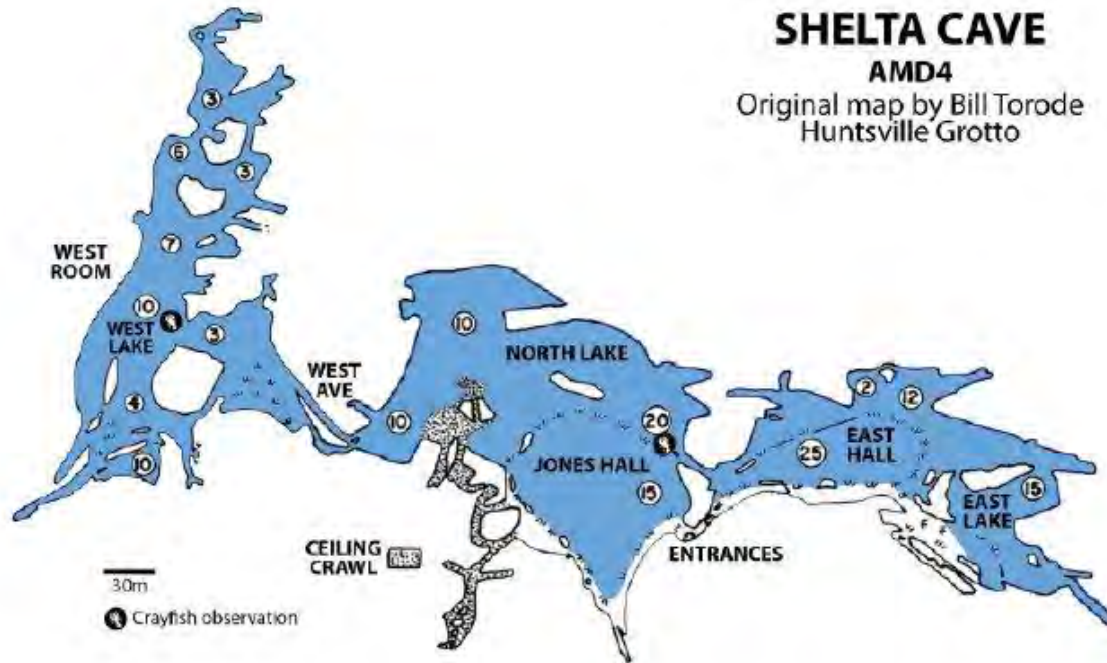 SHELTA CAVE
AMD4
Original map by Bill Torode
Huntsville Grotto
3
6
3
WEST
ROOM
7
10
WEST
LAKE
3
WEST
AVE
10
NORTH LAKE
4
10
10
20
JONES HALL
15
2
12
EAST
HALL
25
15
EAST
LAKE
ENTRANCES
CEILING
CRAWL
30m
Crayfish observation